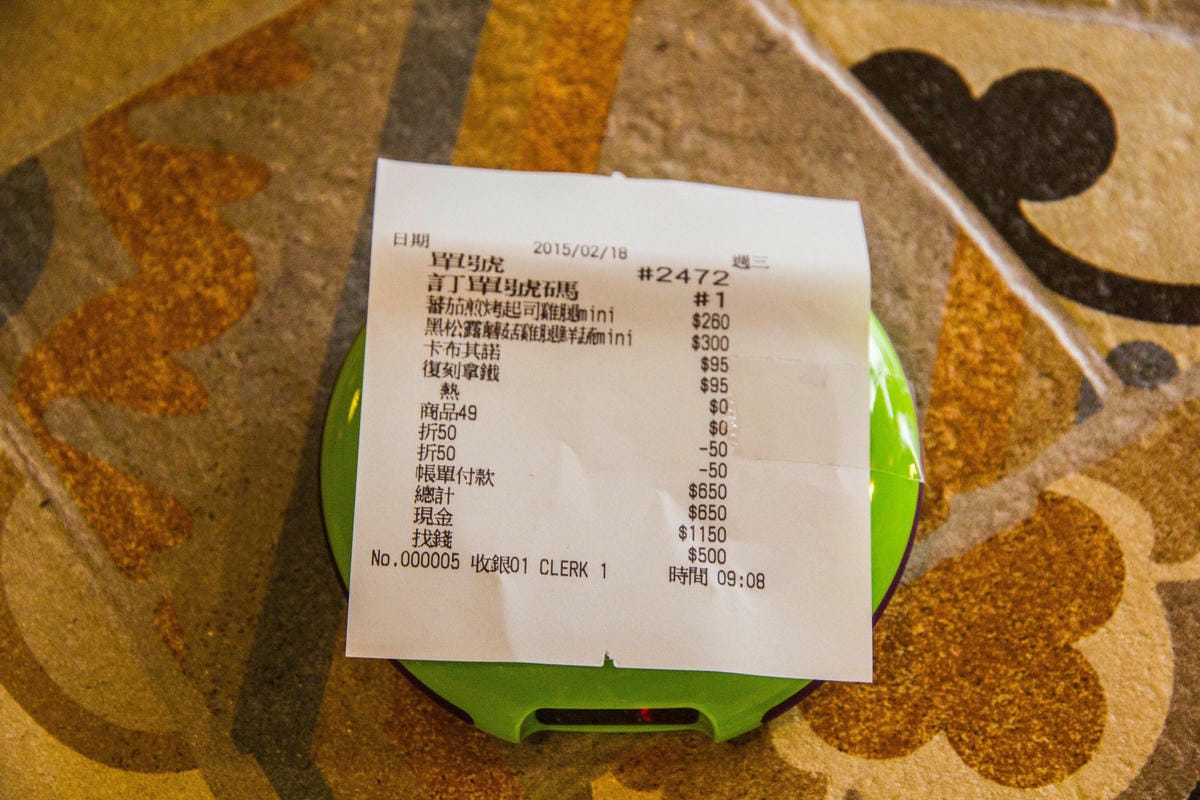 日期 2015/02/18 週三
單號 #2472
訂單號碼 #1
蕃茄煎烤起司雞腿mini $260
黑松露蘑菇雞腿鮮蔬mini $300
卡布其諾 $95
復刻拿鐵 $95
熱 $0
商品49 $0
折50 -50
折50 -50
帳單付款 $650
總計 $650
現金 $1150
找錢 $500
No.000005 收銀01 CLERK 1 時間 09:08